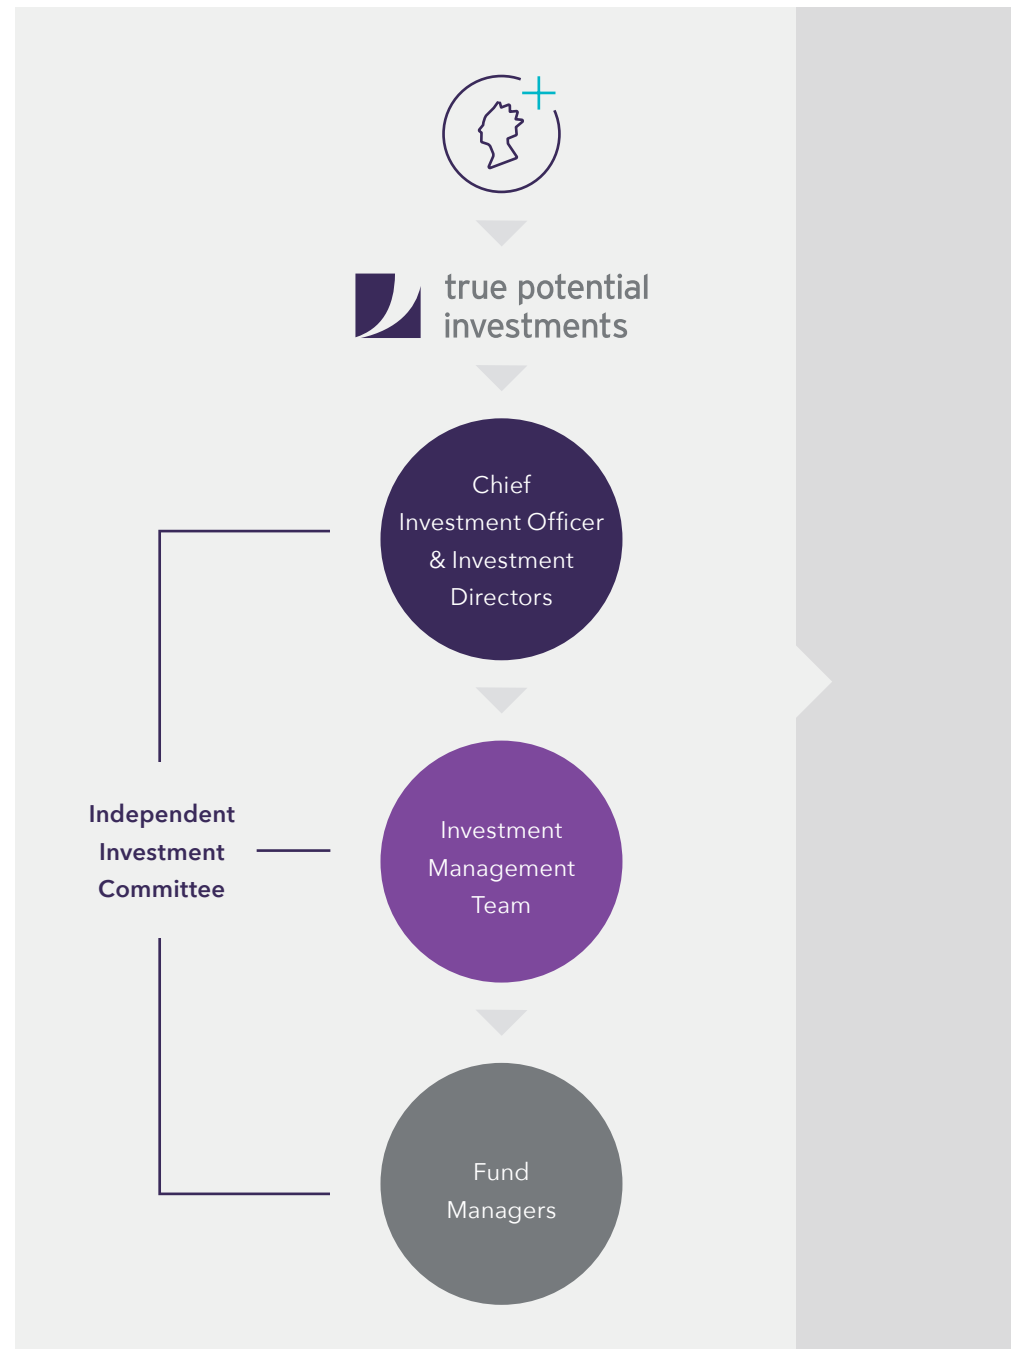 true potential
investments
Chief
Investment Officer
& Investment
Directors
Independent
Investment
Committee
Investment
Management
Team
Fund
Managers